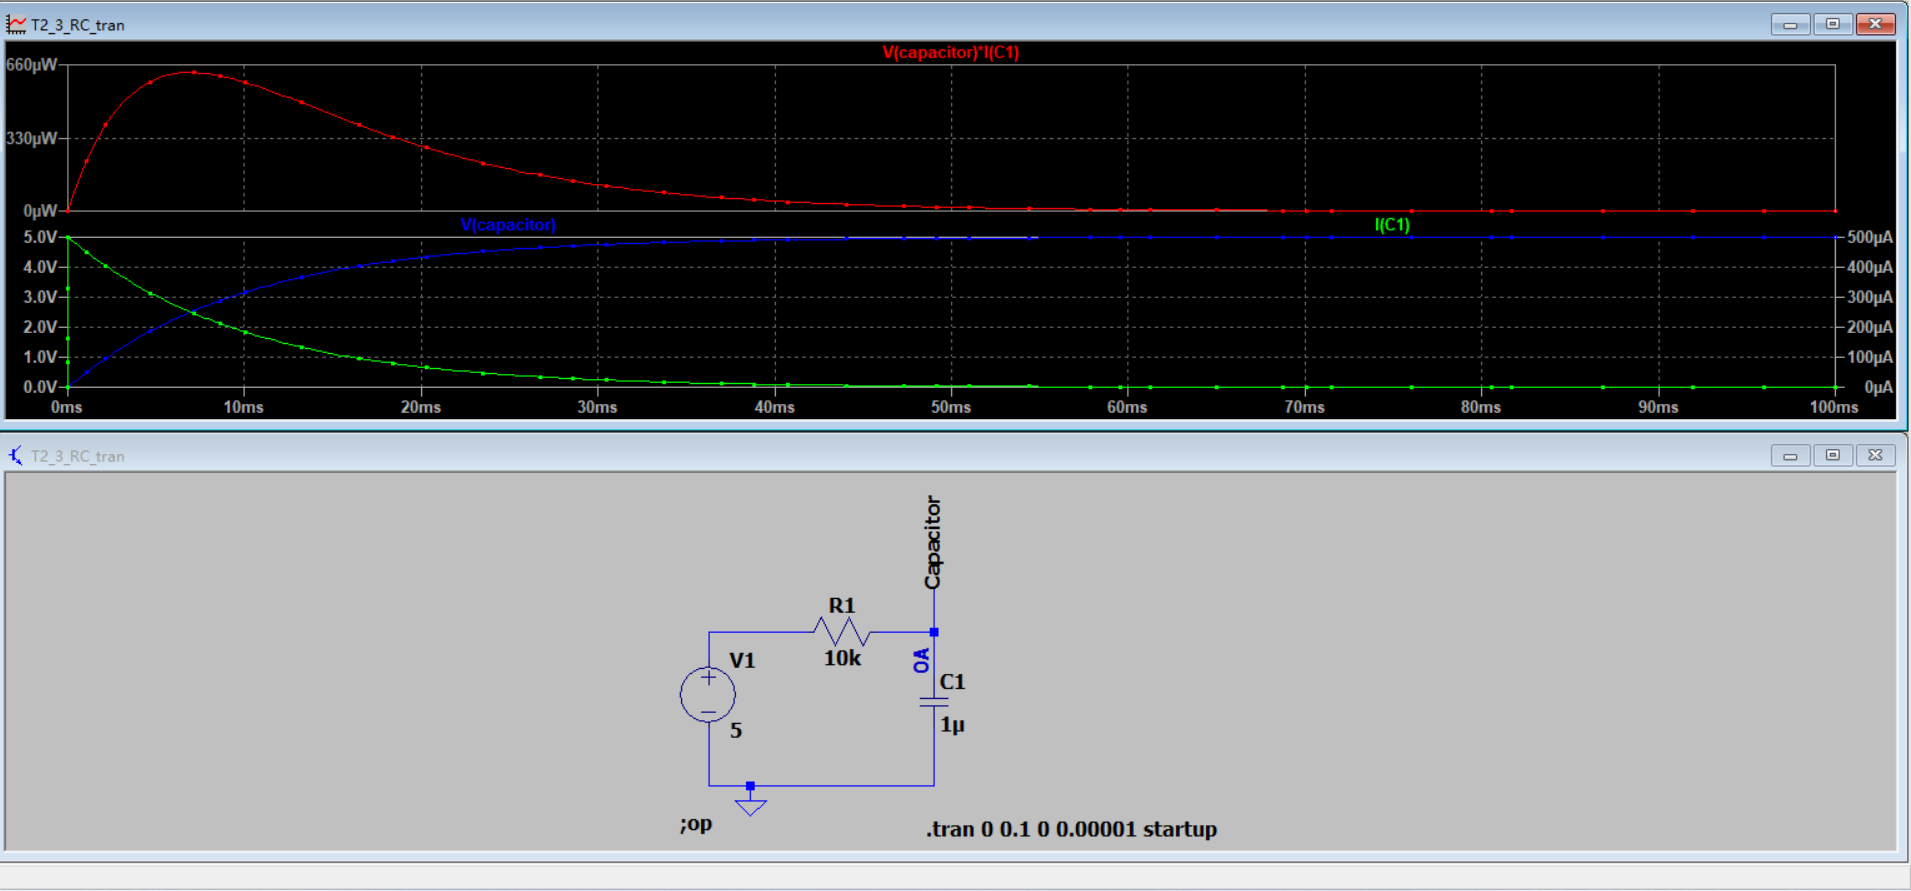 T2_3_RC_tran
V(capacitor)*I(C1)
660µW
330µW
0µW
V(capacitor)
I(C1)
5.0V
4.0V
3.0V
2.0V
1.0V
0.0V
500µA
400µA
300µA
200µA
100µA
0µA
0ms 10ms 20ms 30ms 40ms 50ms 60ms 70ms 80ms 90ms 100ms
T2_3_RC_tran
Capacitor
R1
10k
V1
5
0A
C1
1µ
;op
.tran 0 0.1 0 0.00001 startup